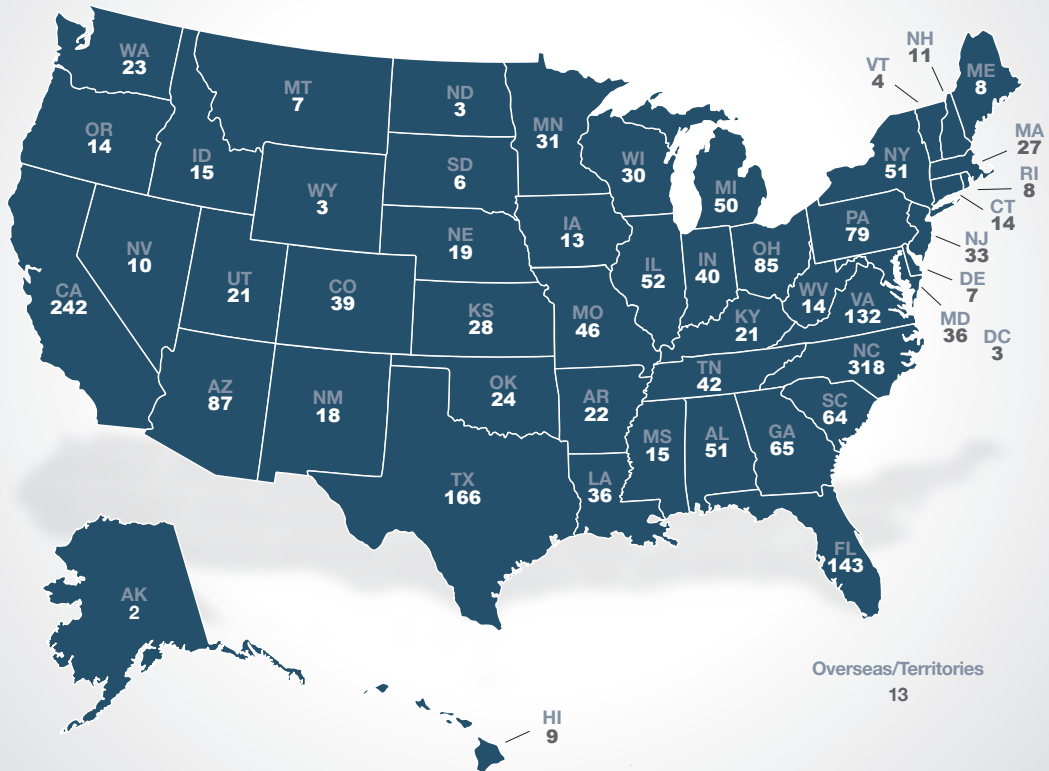 NH
11
VT
4
ME
8
WA
23
MT
7
ND
3
MN
31
MA
27
OR
14
ID
15
SD
6
WI
30
NY
51
RI
8
WY
3
MI
50
CT
14
NV
10
NE
19
IA
13
PA
79
NJ
33
UT
21
CO
39
IL
52
IN
40
OH
85
DE
7
CA
242
WV
14
VA
132
MD
36
DC
3
KS
28
MO
46
KY
21
NC
318
TN
42
AZ
87
NM
18
OK
24
AR
22
SC
64
MS
15
AL
51
GA
65
TX
166
LA
36
FL
143
AK
2
Overseas/Territories
13
HI
9